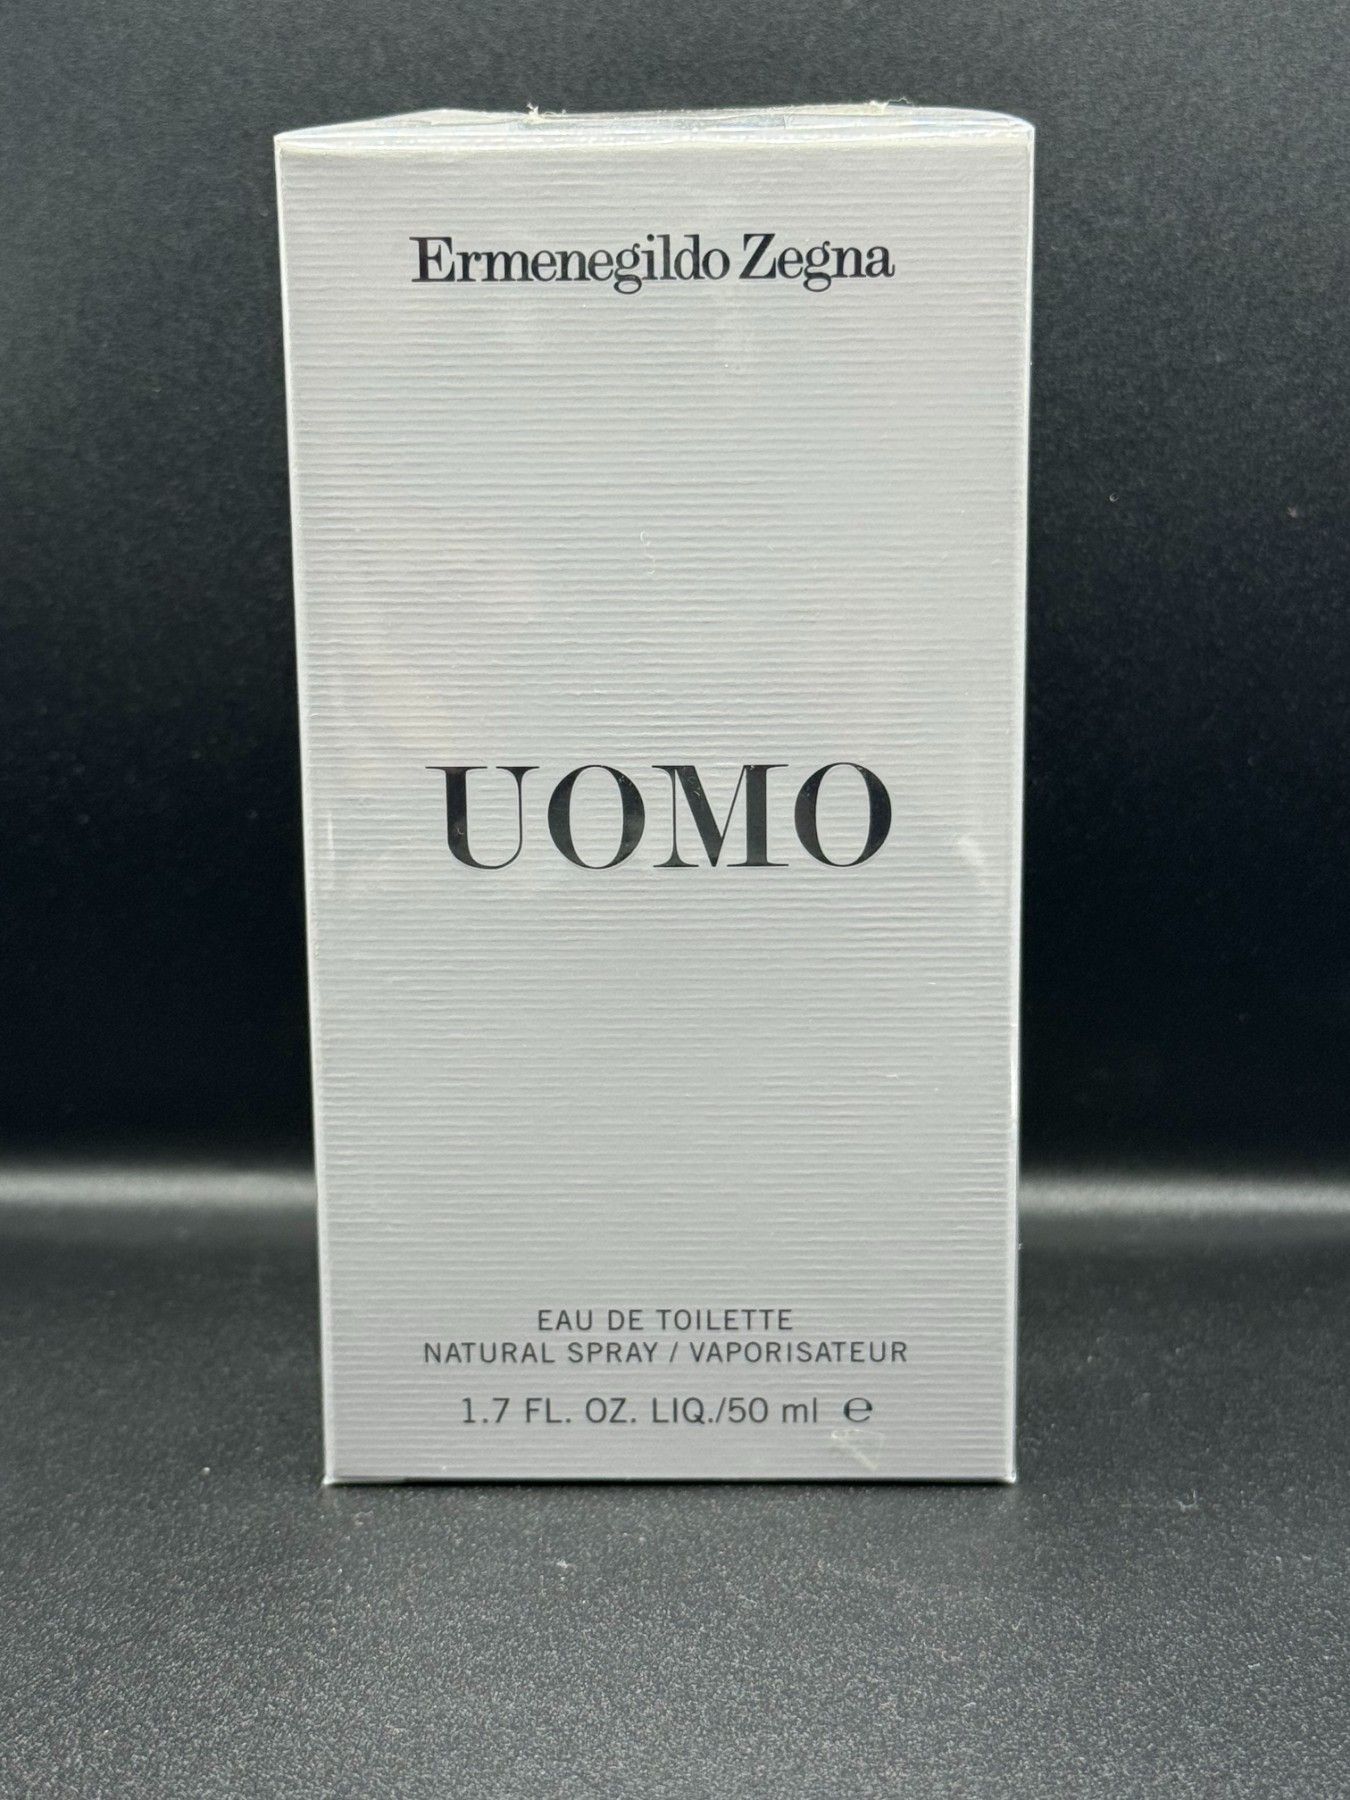 Ermenegildo Zegna
UOMO
EAU DE TOILETTE
NATURAL SPRAY / VAPORISATEUR
1.7 FL. OZ. LIQ./50 ml ℮